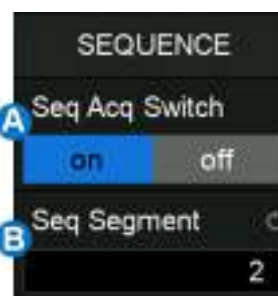 SEQUENCE
A Seq Acq Switch
on off
B Seq Segment
2